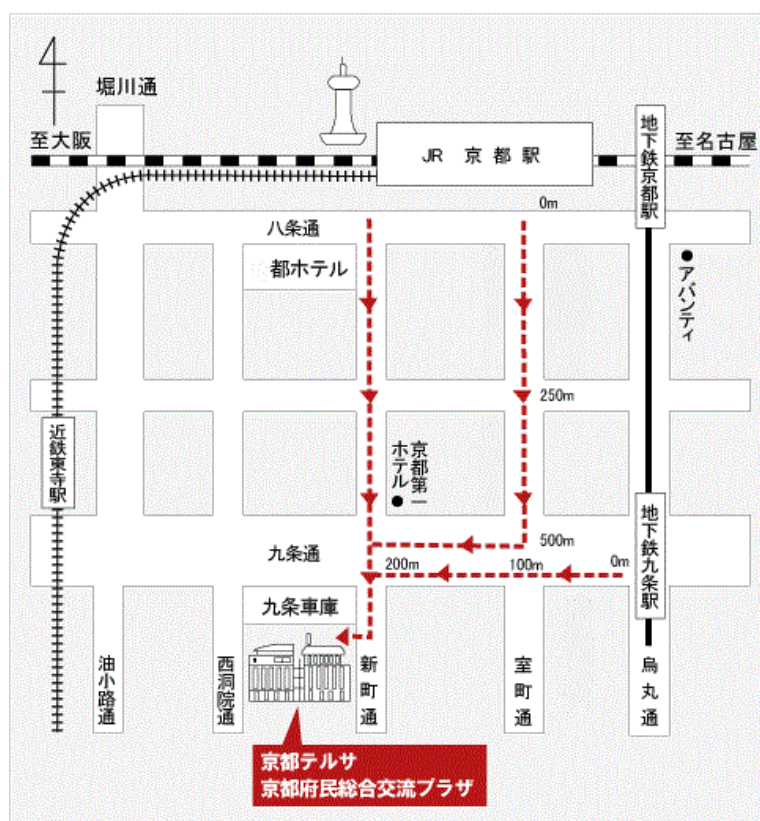 堀川通
至大阪
JR 京都駅
地下鉄京都駅
至名古屋
0m
八条通
都ホテル
アバンティ
250m
近鉄東寺駅
京都第一
ホテル
地下鉄九条駅
九条通
500m
200m
100m
0m
九条車庫
油小路通
西洞院通
新町通
室町通
烏丸通
京都テルサ
京都府民総合交流プラザ